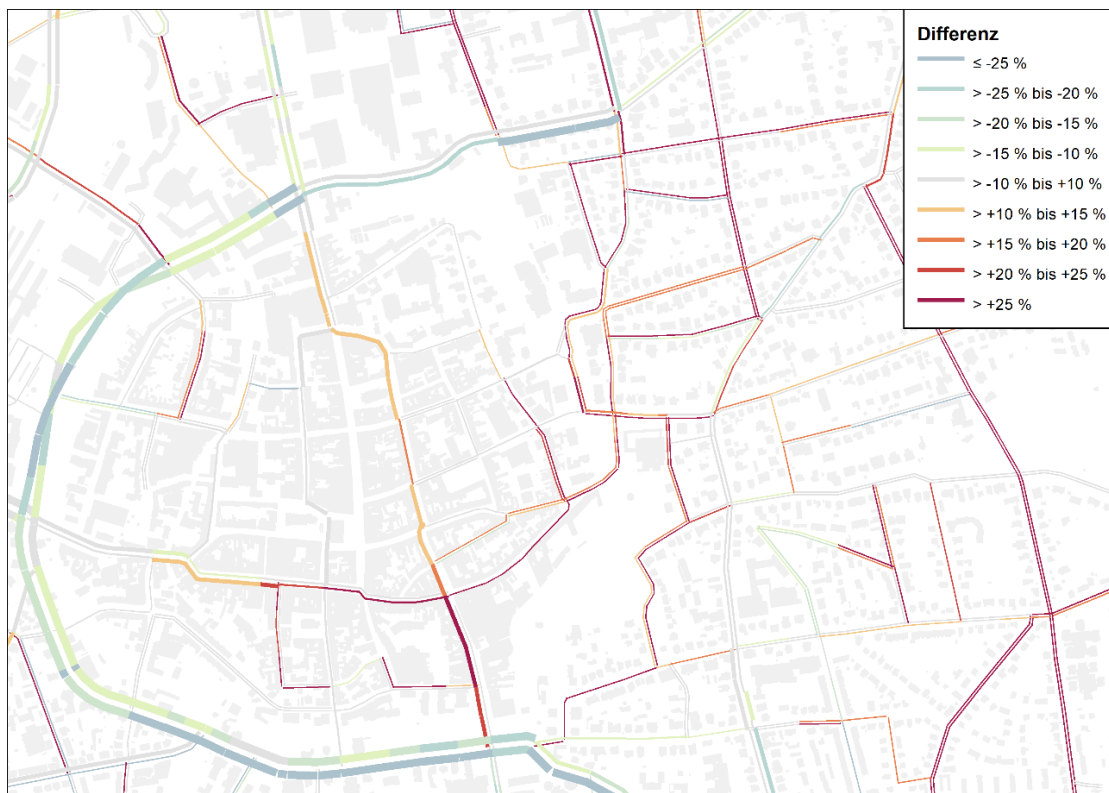 Differenz
≤ -25 %
> -25 % bis -20 %
> -20 % bis -15 %
> -15 % bis -10 %
> -10 % bis +10 %
> +10 % bis +15 %
> +15 % bis +20 %
> +20 % bis +25 %
> +25 %